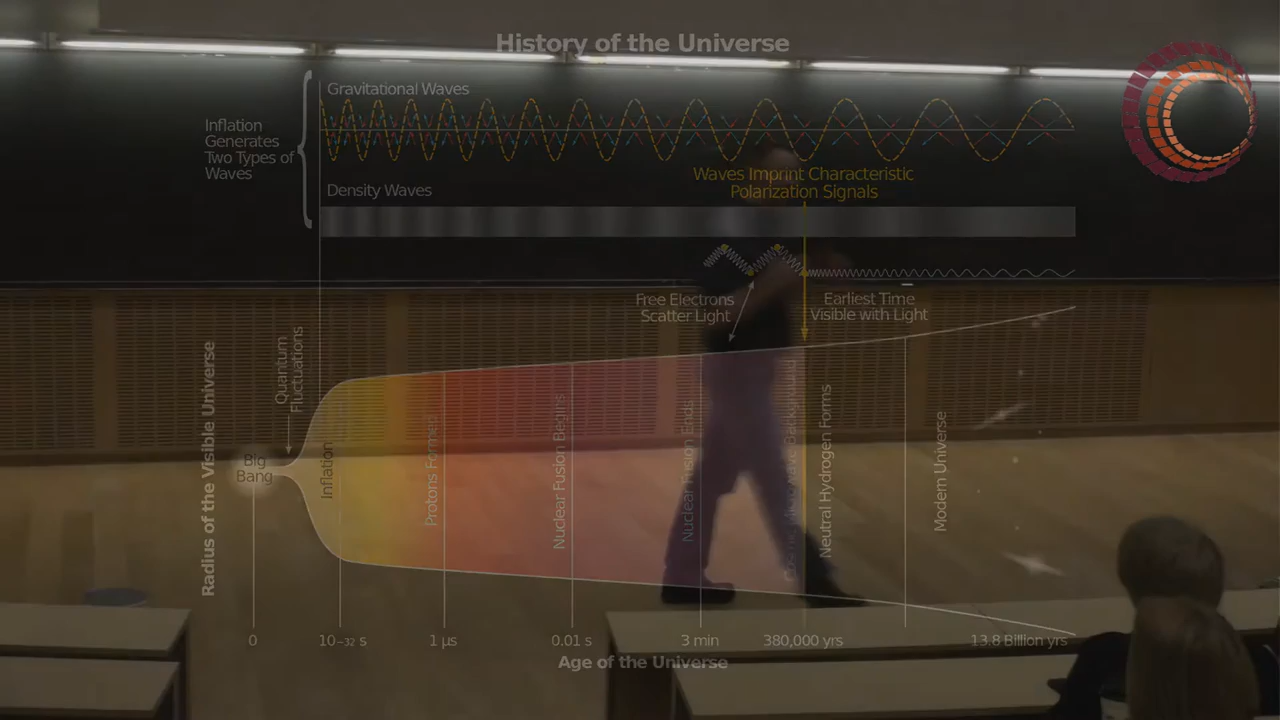 History of the Universe
Gravitational Waves
Inflation
Generates
Two Types of
Waves
Waves Imprint Characteristic
Polarization Signals
Density Waves
Free Electrons
Scatter Light
Earliest Time
Visible with Light
Radius of the Visible Universe
Quantum
Fluctuations
Big
Bang
Inflation
Protons Formed
Nuclear Fusion Begins
Nuclear Fusion Ends
Cosmic Microwave Background
Neutral Hydrogen Forms
Modern Universe
0
10⁻³² s
1 µs
0.01 s
3 min
380,000 yrs
13.8 Billion yrs
Age of the Universe